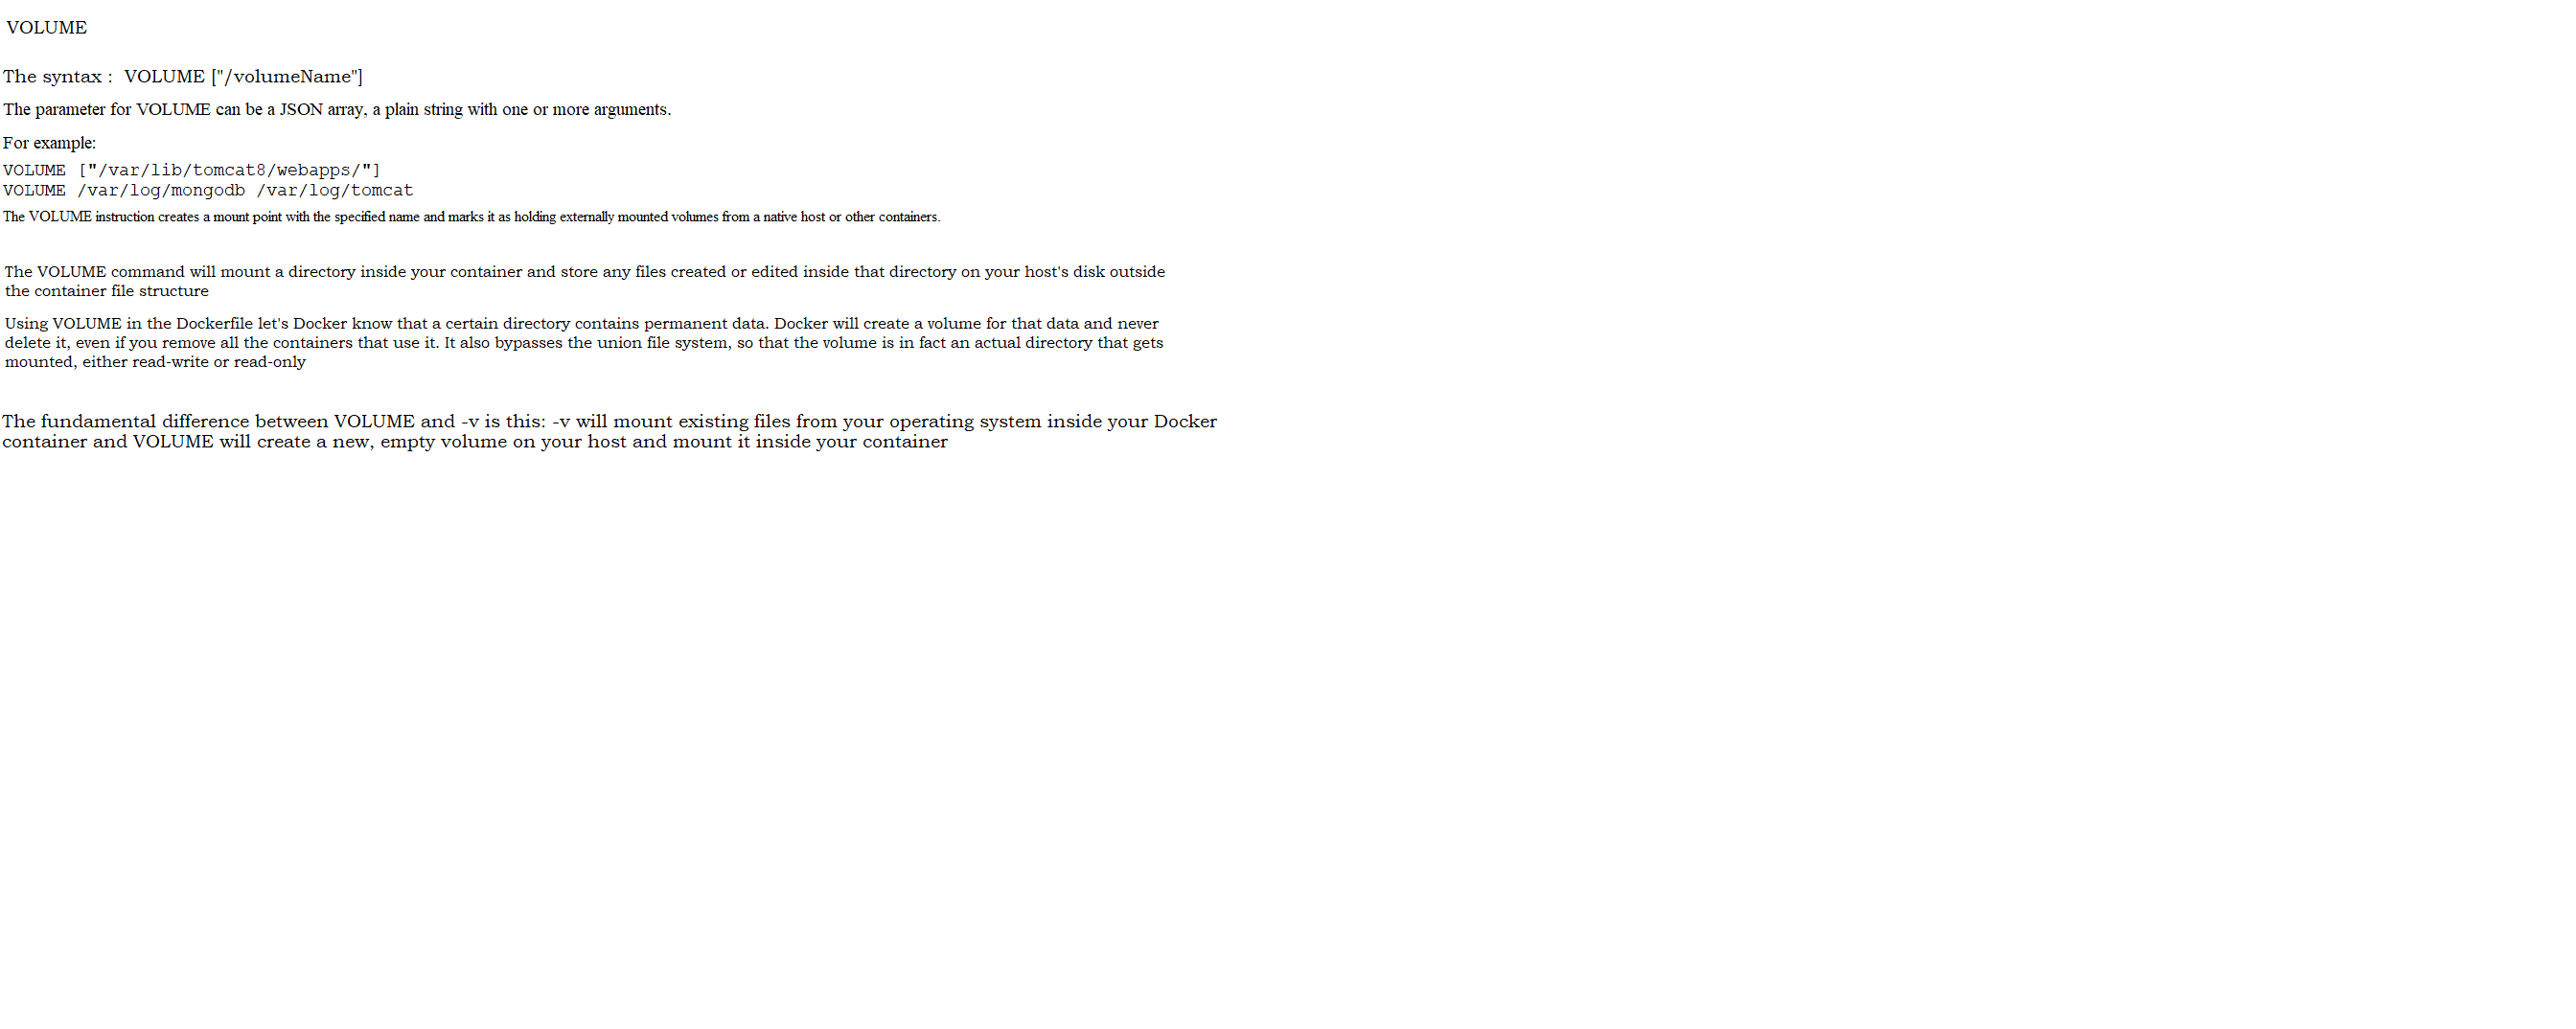 VOLUME
The syntax :  VOLUME ["/volumeName"]
The parameter for VOLUME can be a JSON array, a plain string with one or more arguments.
For example:
VOLUME ["/var/lib/tomcat8/webapps/"]
VOLUME /var/log/mongodb /var/log/tomcat
The VOLUME instruction creates a mount point with the specified name and marks it as holding externally mounted volumes from a native host or other containers.
The VOLUME command will mount a directory inside your container and store any files created or edited inside that directory on your host's disk outside
the container file structure
Using VOLUME in the Dockerfile let's Docker know that a certain directory contains permanent data. Docker will create a volume for that data and never
delete it, even if you remove all the containers that use it. It also bypasses the union file system, so that the volume is in fact an actual directory that gets
mounted, either read-write or read-only
The fundamental difference between VOLUME and -v is this: -v will mount existing files from your operating system inside your Docker
container and VOLUME will create a new, empty volume on your host and mount it inside your container